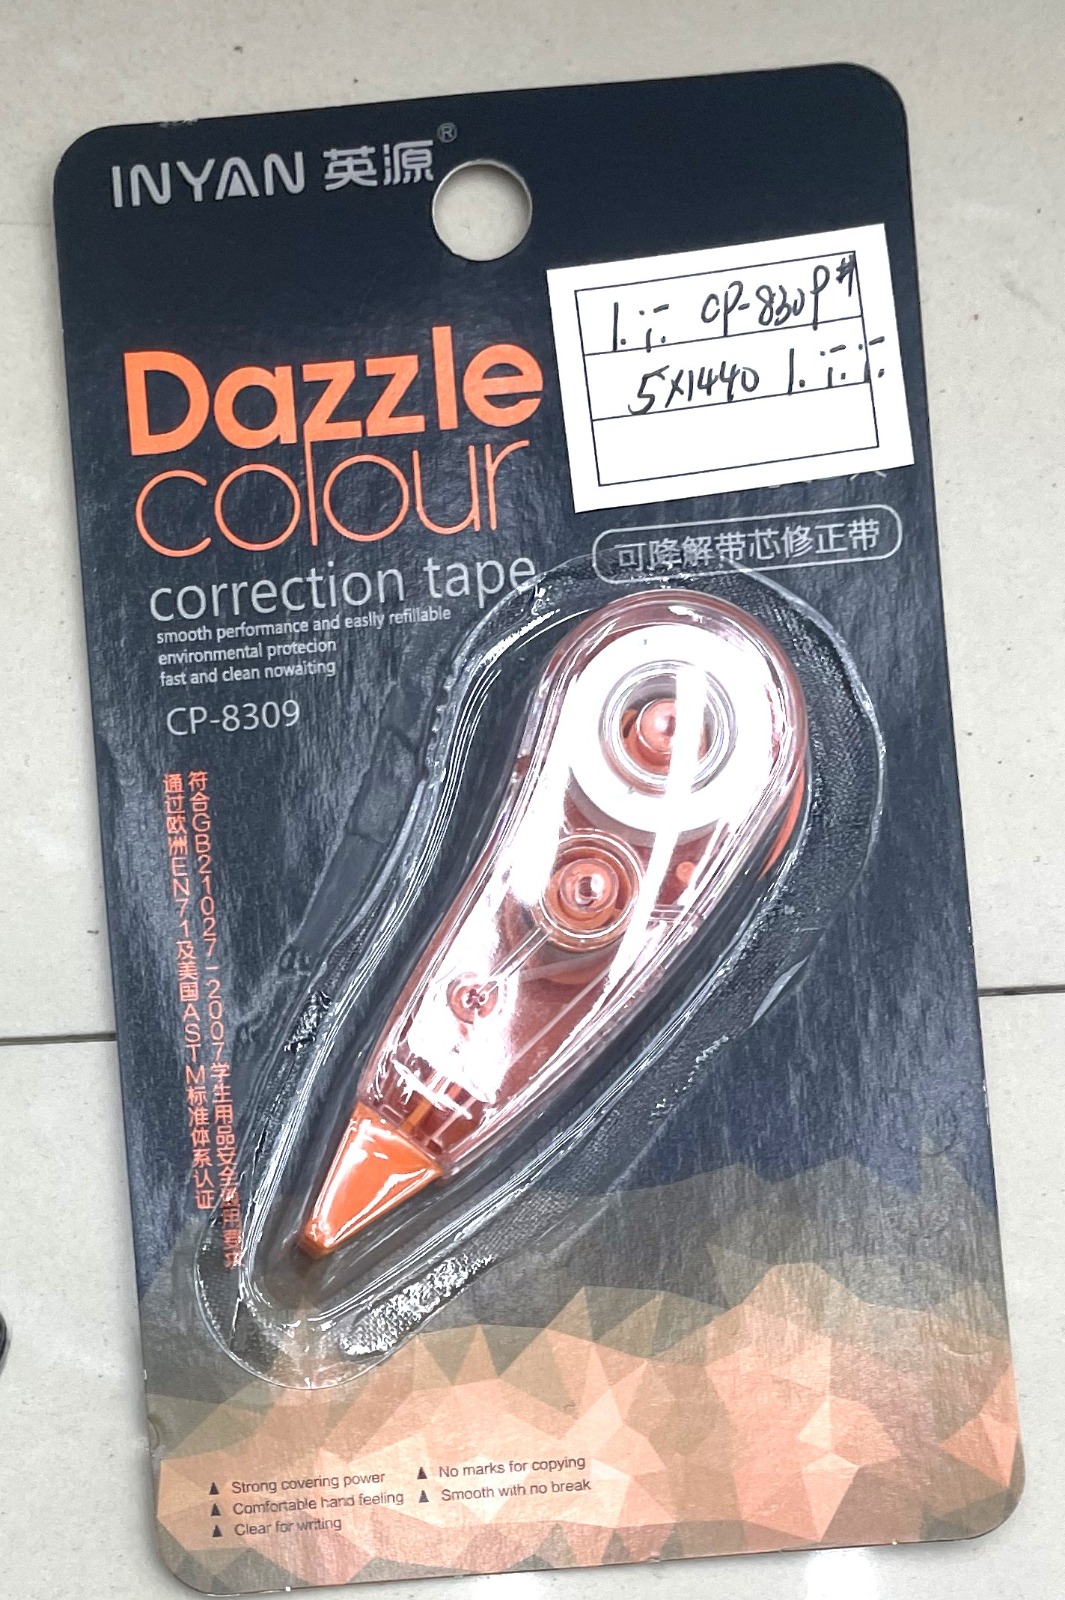 INYAN 英源®
CP-830P#
5X1440
Dazzle
colour
correction tape
smooth performance and easliy refillable
environmental protecion
fast and clean nowaiting
CP-8309
可降解带芯修正带
符合GB21027-2007学生用品安全通用要求
通过欧洲EN71及美国ASTM标准体系认证
▲ Strong covering power
▲ Comfortable hand feeling
▲ Clear for writing
▲ No marks for copying
▲ Smooth with no break